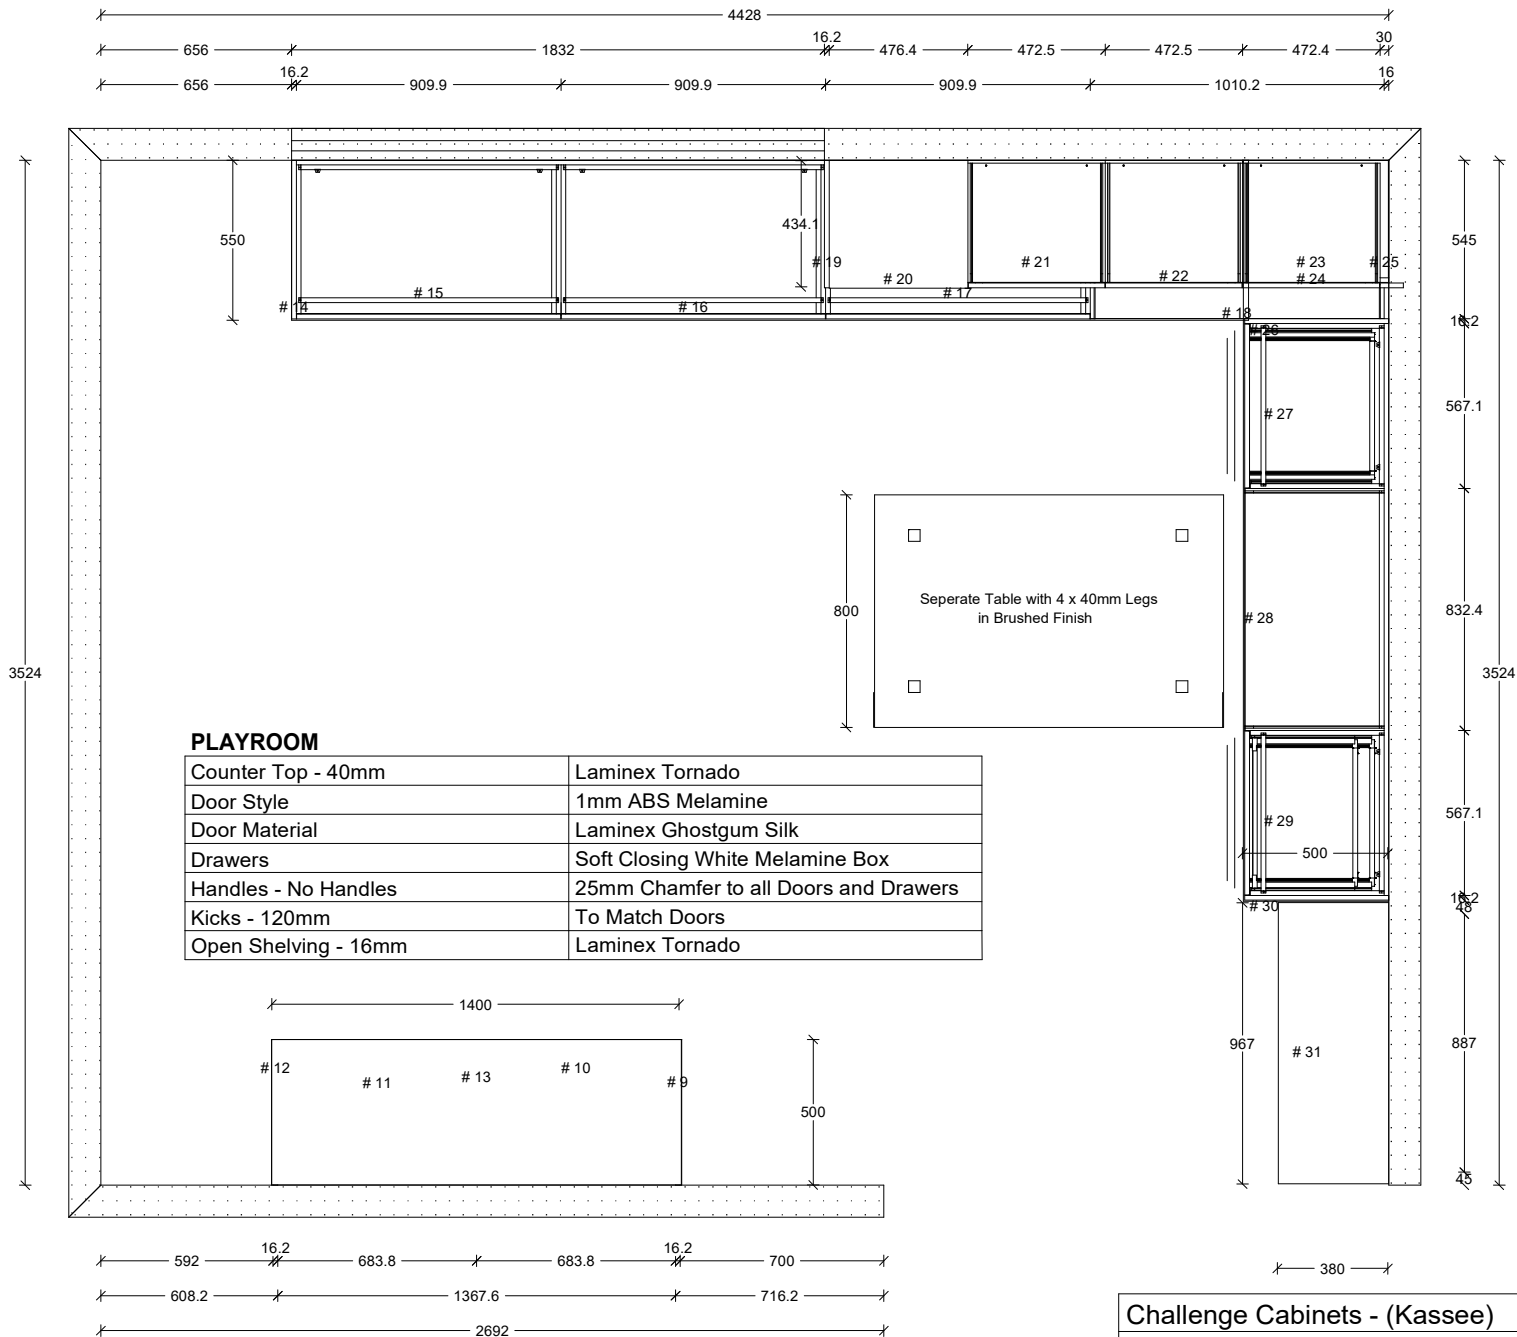 4428
656 1832 16.2 476.4 472.5 472.5 472.4 30
656 16.2 909.9 909.9 909.9 1010.2 16
550
434.1
545
# 19
# 21
# 23
# 25
# 22
# 24
# 20
# 15
# 17
# 14
# 16
# 18
16.2
# 26
567.1
# 27
800
Seperate Table with 4 x 40mm Legs
in Brushed Finish
832.4
# 28
3524
3524
PLAYROOM
Counter Top - 40mm Laminex Tornado
Door Style 1mm ABS Melamine
Door Material Laminex Ghostgum Silk
Drawers Soft Closing White Melamine Box
Handles - No Handles 25mm Chamfer to all Doors and Drawers
Kicks - 120mm To Match Doors
Open Shelving - 16mm Laminex Tornado
567.1
# 29
500
16.2
48
# 30
1400
967
# 31
887
# 12
# 11
# 13
# 10
# 9
500
45
592 16.2 683.8 683.8 16.2 700
608.2 1367.6 716.2
2692
380
Challenge Cabinets - (Kassee)